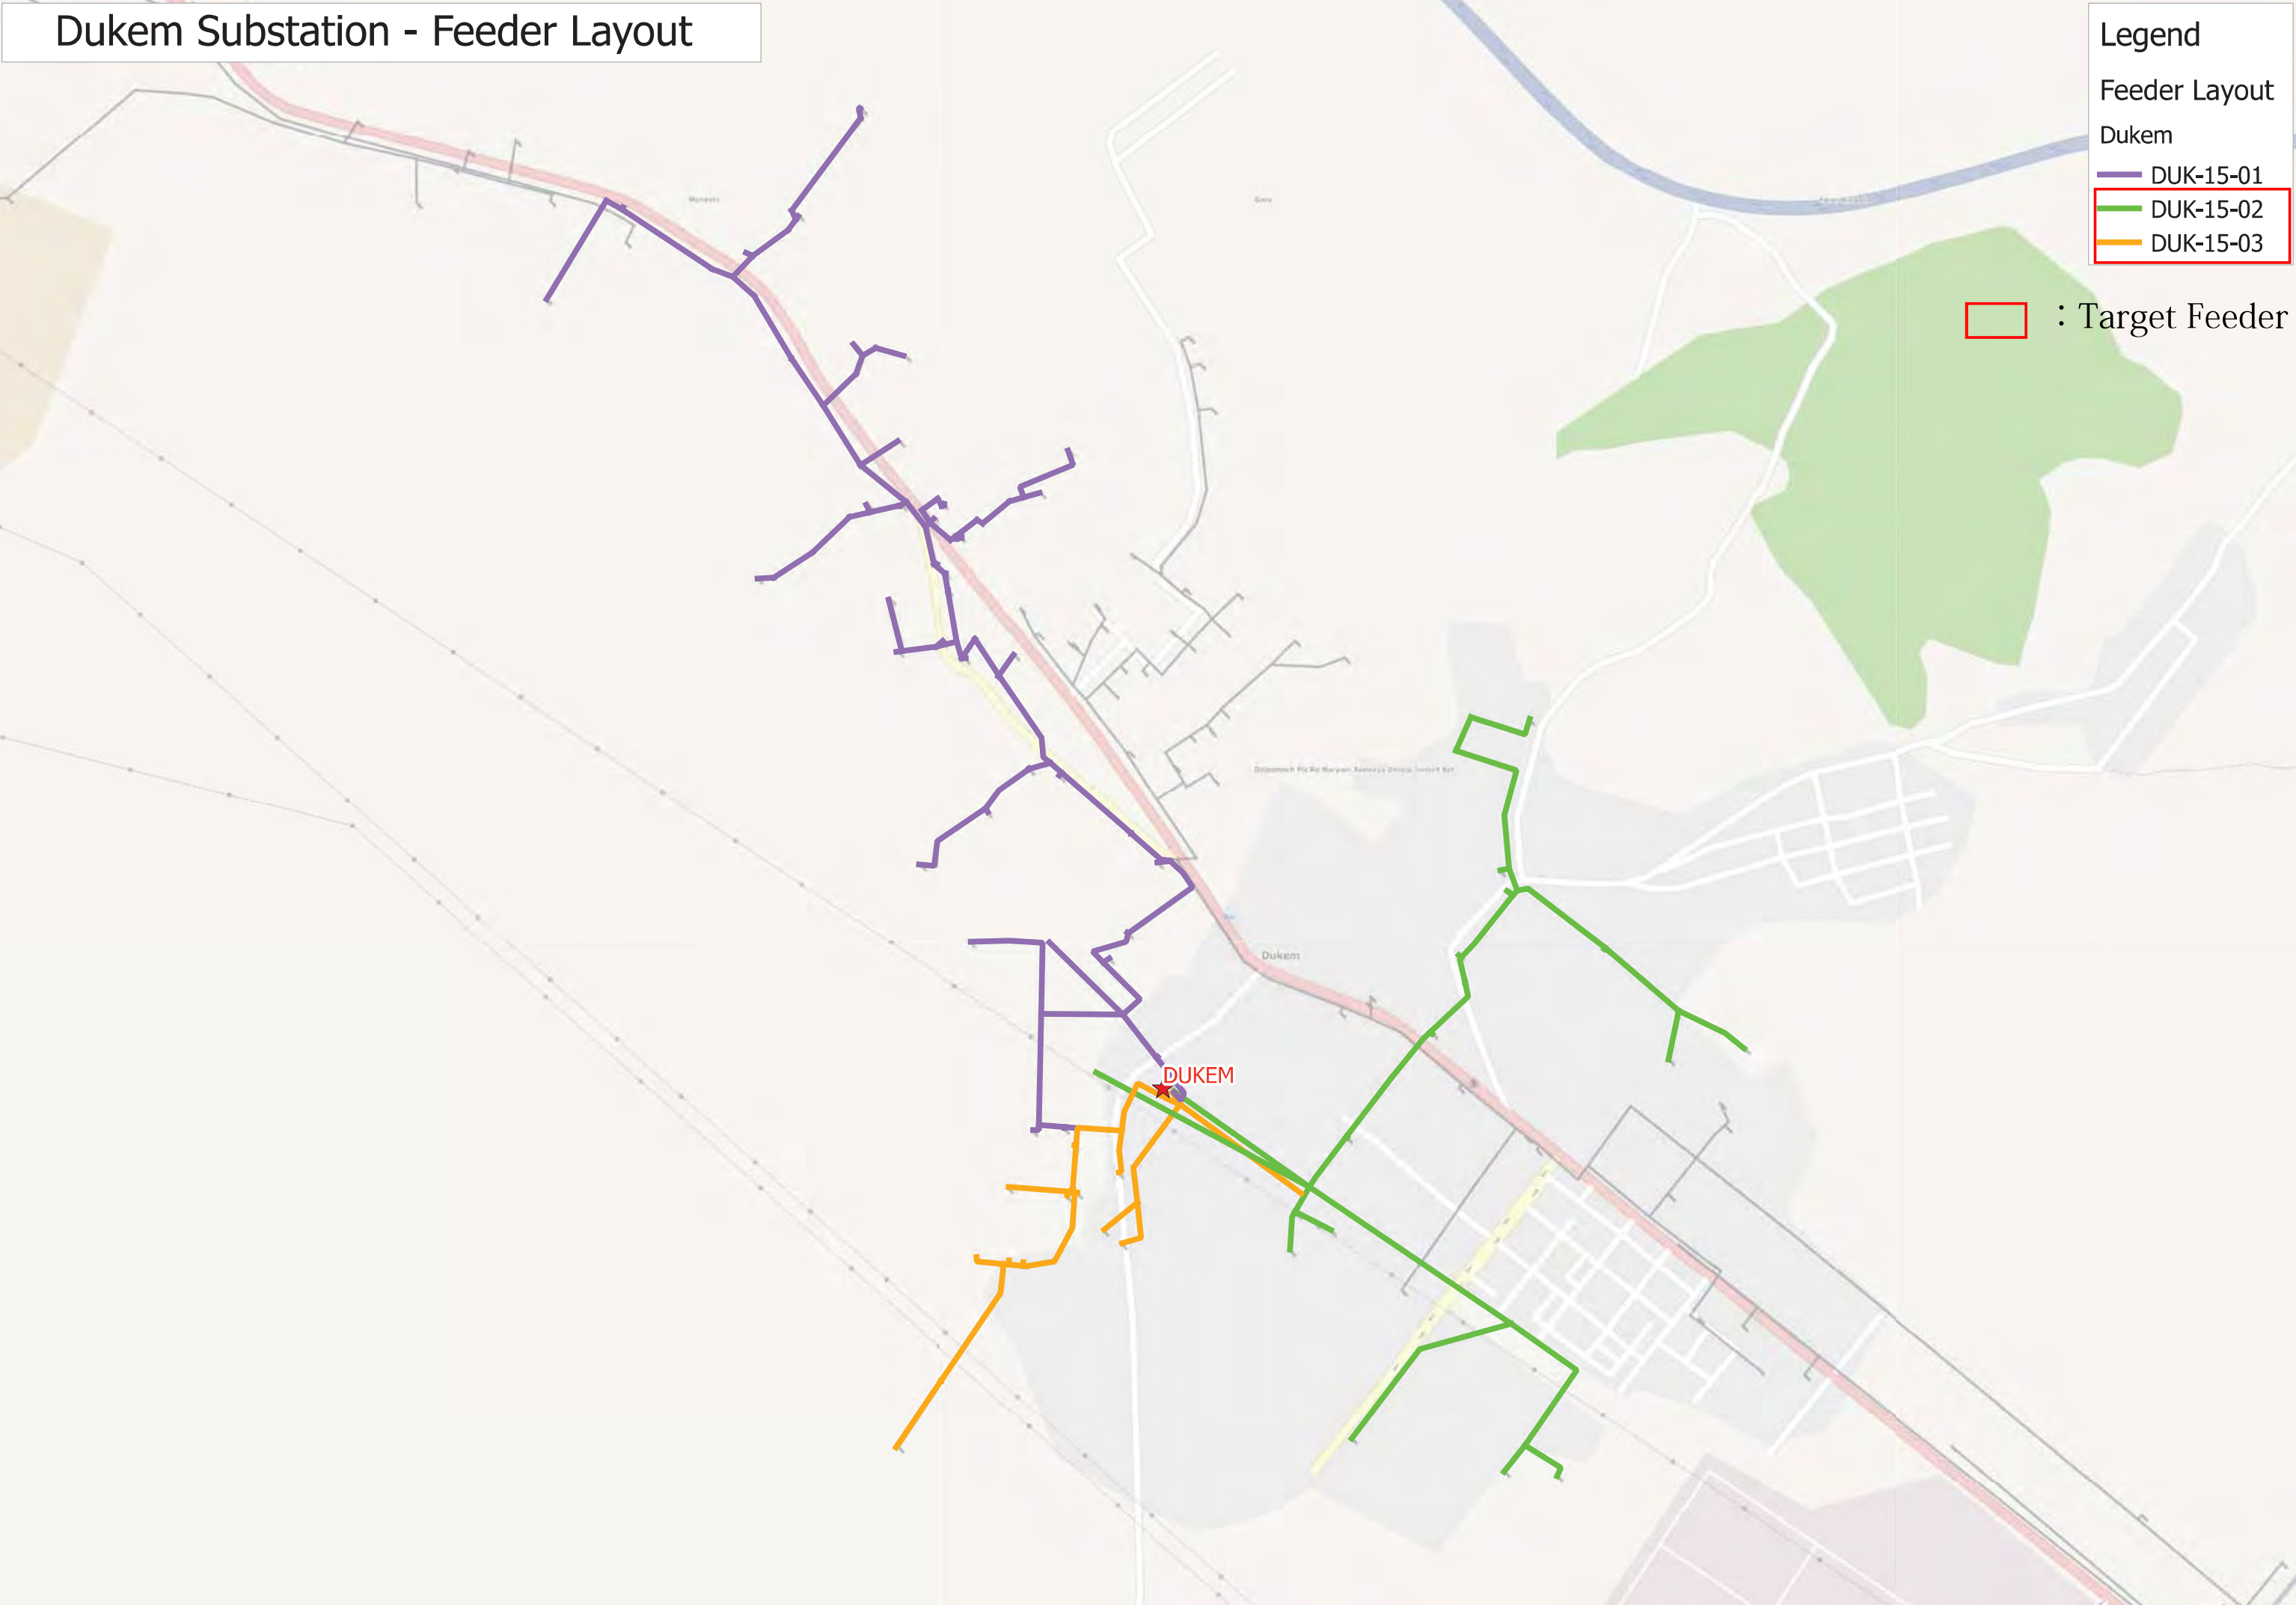 Dukem Substation - Feeder Layout
Legend
Feeder Layout
Dukem
DUK-15-01
DUK-15-02
DUK-15-03
: Target Feeder
Dukem
DUKEM